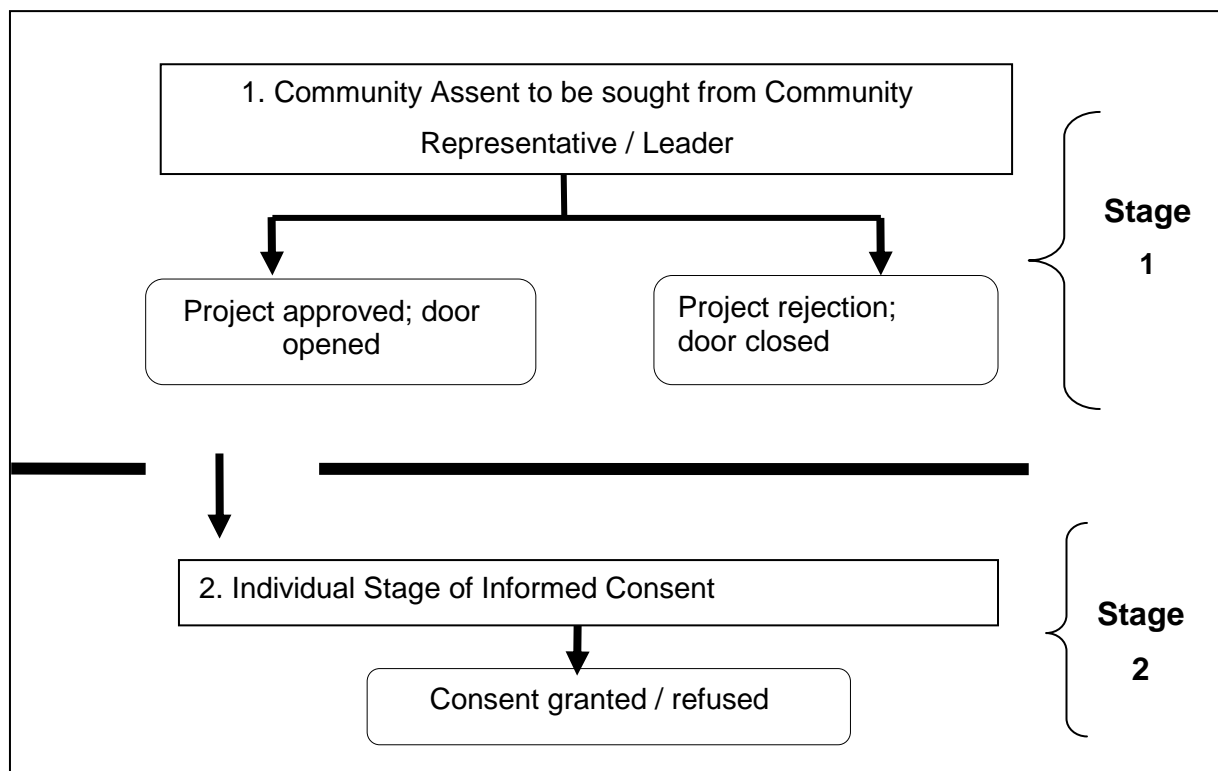 1. Community Assent to be sought from Community
Representative / Leader
Stage
1
Project approved; door
opened
Project rejection;
door closed
2. Individual Stage of Informed Consent
Stage
2
Consent granted / refused